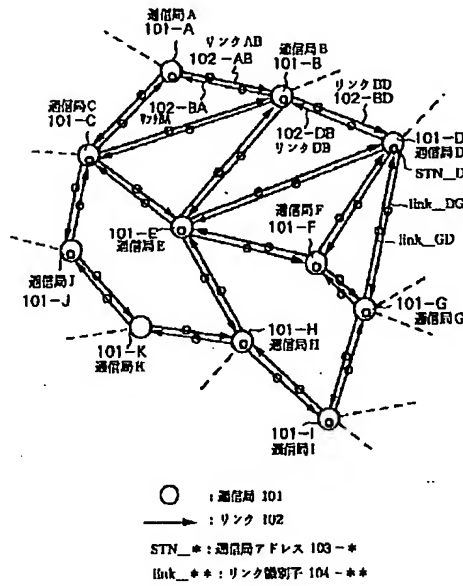 通信局A
101-A
リンクAB
102-AB
通信局B
101-B
リンクBD
102-BD
102-BA
リンクBA
通信局C
101-C
102-DB
リンクDB
101-D
通信局D
STN_D
link_DG
link_GD
101-E
通信局E
通信局F
101-F
101-G
通信局G
通信局J
101-J
101-K
通信局K
101-H
通信局H
101-I
通信局I
○ : 通信局 101
→ : リンク 102
STN_* : 通信局アドレス 103-*
link_** : リンク識別子 104-**